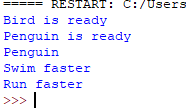 ===== RESTART: C:/Users
Bird is ready
Penguin is ready
Penguin
Swim faster
Run faster
>>>